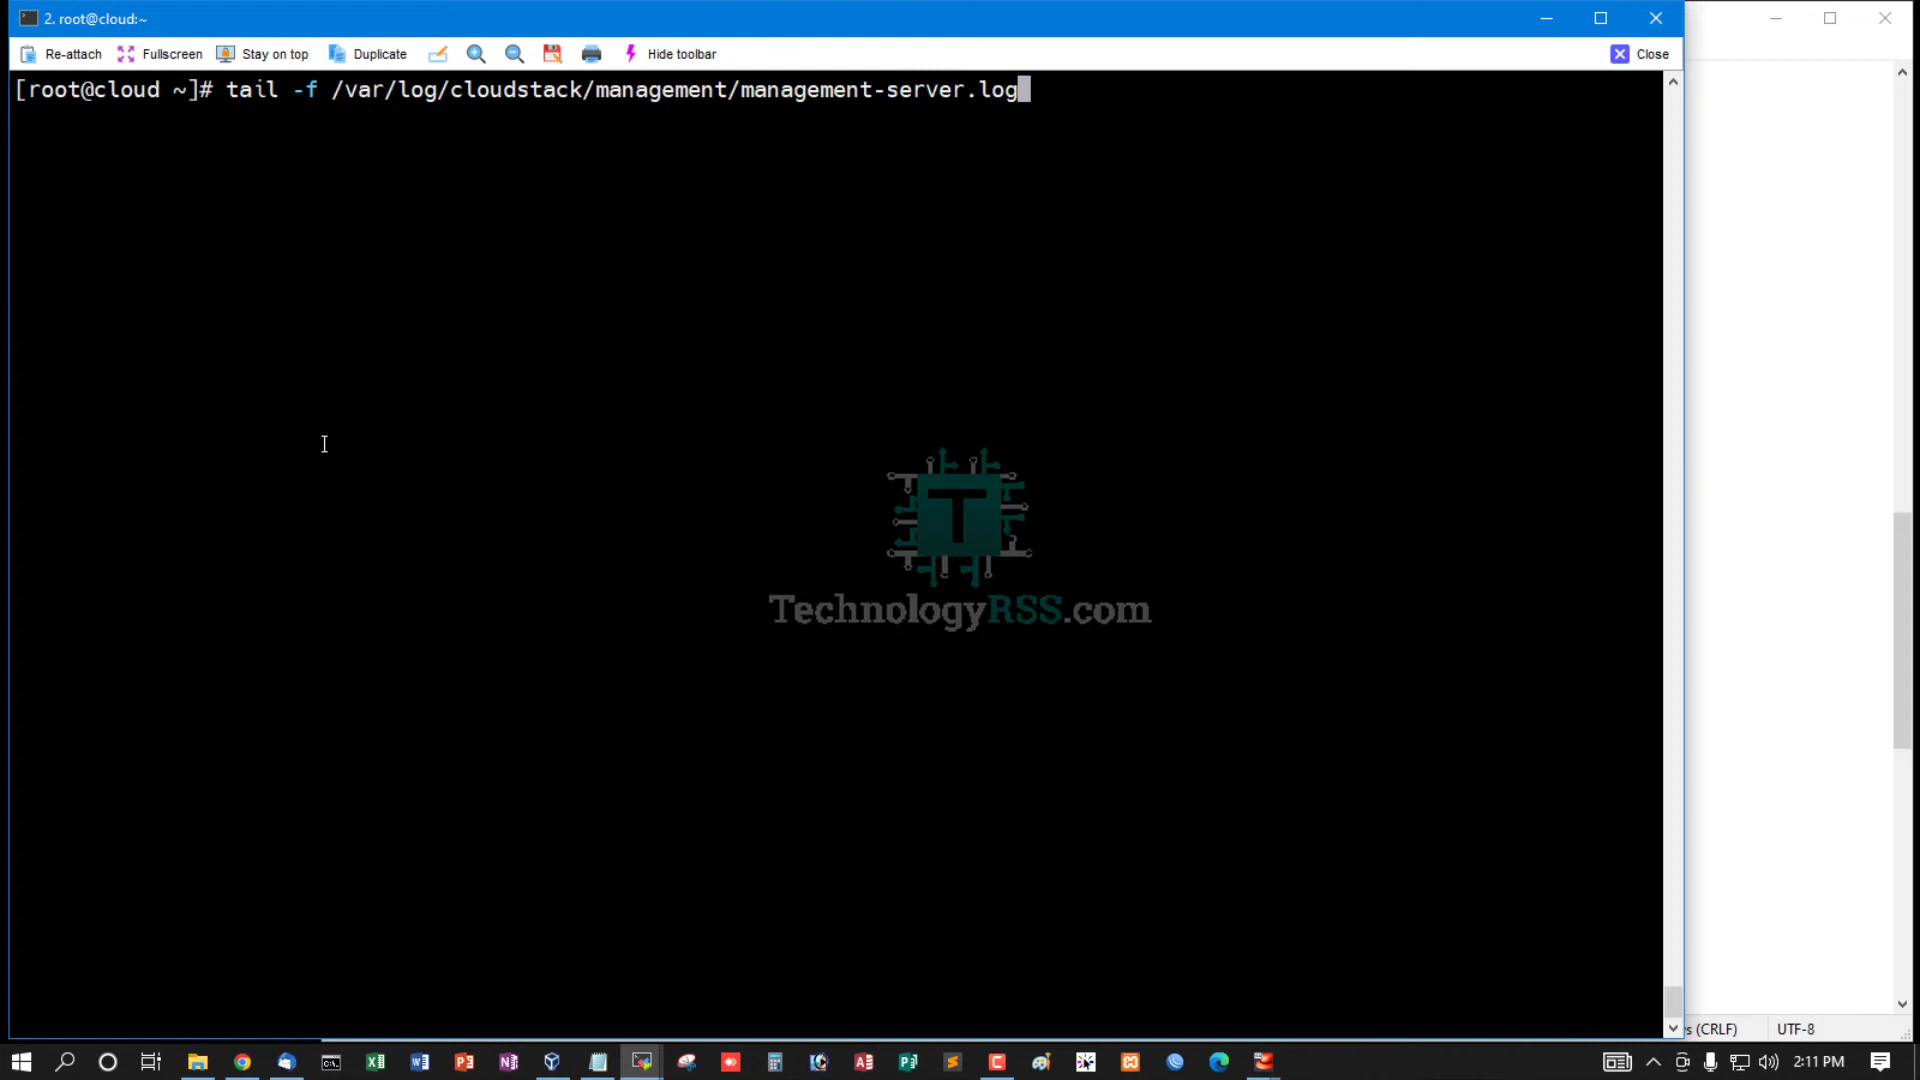 2. root@cloud:~
Re-attach Fullscreen Stay on top Duplicate Hide toolbar Close
[root@cloud ~]# tail -f /var/log/cloudstack/management/management-server.log
TechnologyRSS.com
(CRLF) UTF-8
2:11 PM